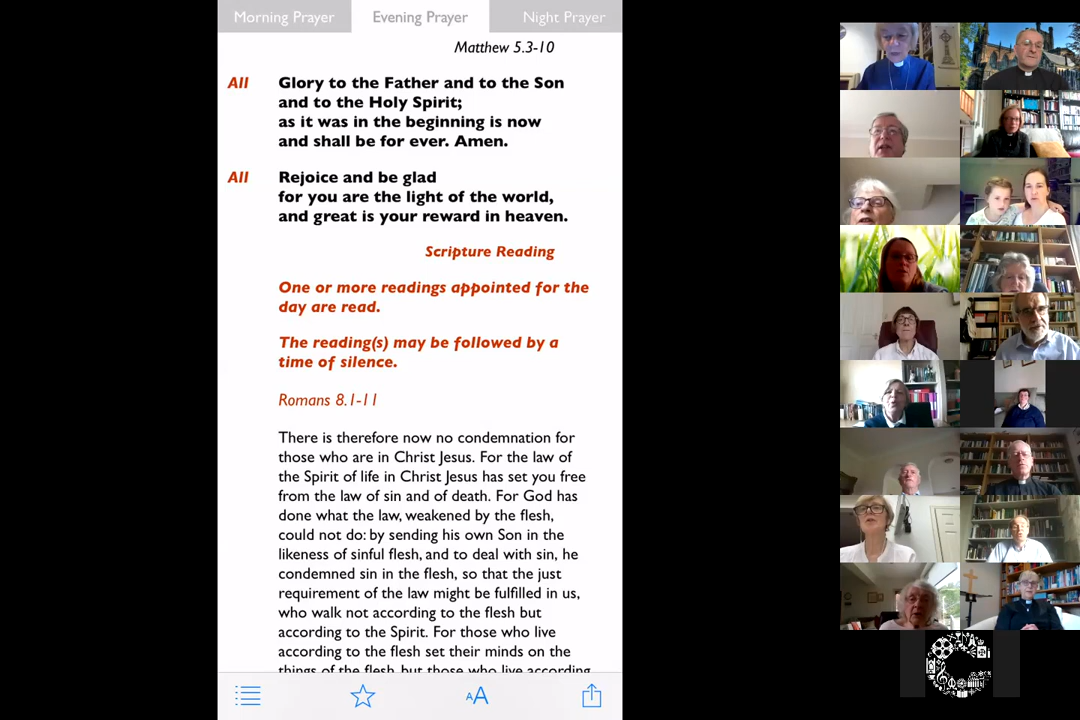 Morning Prayer
Evening Prayer
Night Prayer
Matthew 5.3-10
All Glory to the Father and to the Son
and to the Holy Spirit;
as it was in the beginning is now
and shall be for ever. Amen.
All Rejoice and be glad
for you are the light of the world,
and great is your reward in heaven.
Scripture Reading
One or more readings appointed for the
day are read.
The reading(s) may be followed by a
time of silence.
Romans 8.1-11
There is therefore now no condemnation for
those who are in Christ Jesus. For the law of
the Spirit of life in Christ Jesus has set you free
from the law of sin and of death. For God has
done what the law, weakened by the flesh,
could not do: by sending his own Son in the
likeness of sinful flesh, and to deal with sin, he
condemned sin in the flesh, so that the just
requirement of the law might be fulfilled in us,
who walk not according to the flesh but
according to the Spirit. For those who live
according to the flesh set their minds on the
things of the flesh, but those who live according
AA